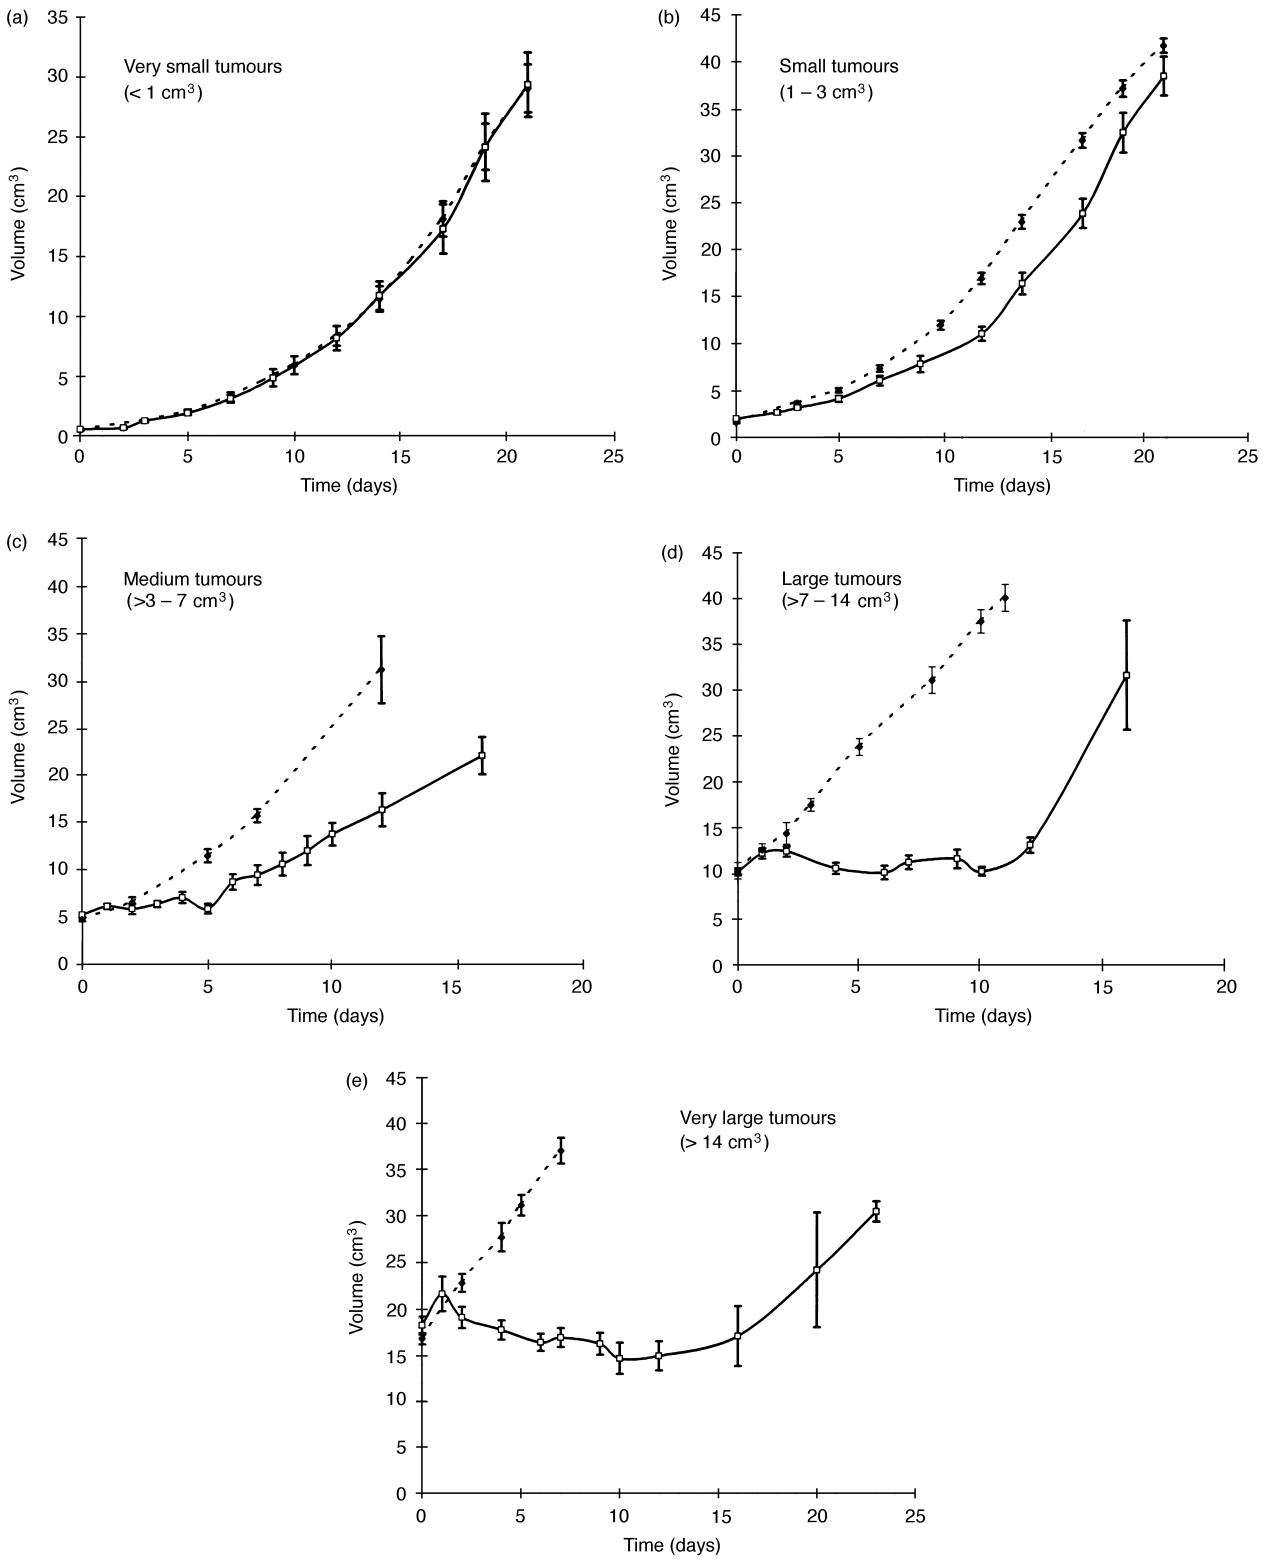 (a)
Very small tumours
(< 1 cm³)
Volume (cm³)
35
30
25
20
15
10
5
0
0 5 10 15 20 25
Time (days)
(b)
Small tumours
(1 – 3 cm³)
Volume (cm³)
45
40
35
30
25
20
15
10
5
0
0 5 10 15 20 25
Time (days)
(c)
Medium tumours
(>3 – 7 cm³)
Volume (cm³)
45
40
35
30
25
20
15
10
5
0
0 5 10 15 20
Time (days)
(d)
Large tumours
(>7 – 14 cm³)
Volume (cm³)
45
40
35
30
25
20
15
10
5
0
0 5 10 15 20
Time (days)
(e)
Very large tumours
(> 14 cm³)
Volume (cm³)
45
40
35
30
25
20
15
10
5
0
0 5 10 15 20 25
Time (days)